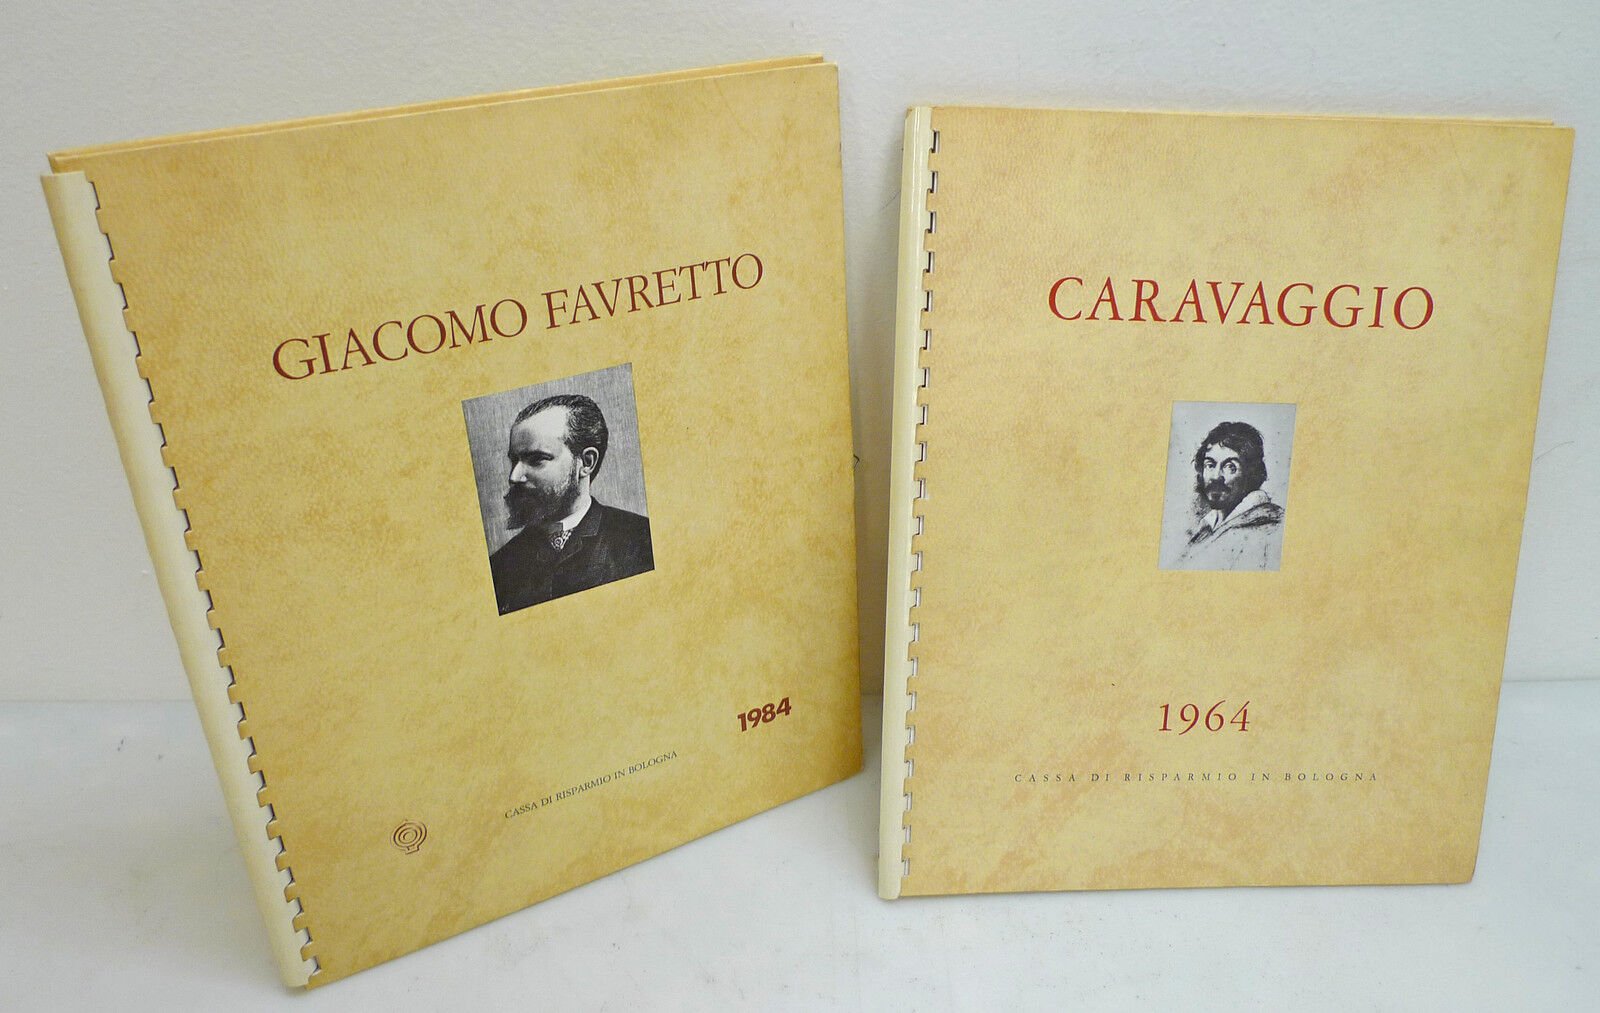 GIACOMO FAVRETTO
1984
CASSA DI RISPARMIO IN BOLOGNA
CARAVAGGIO
1964
CASSA DI RISPARMIO IN BOLOGNA